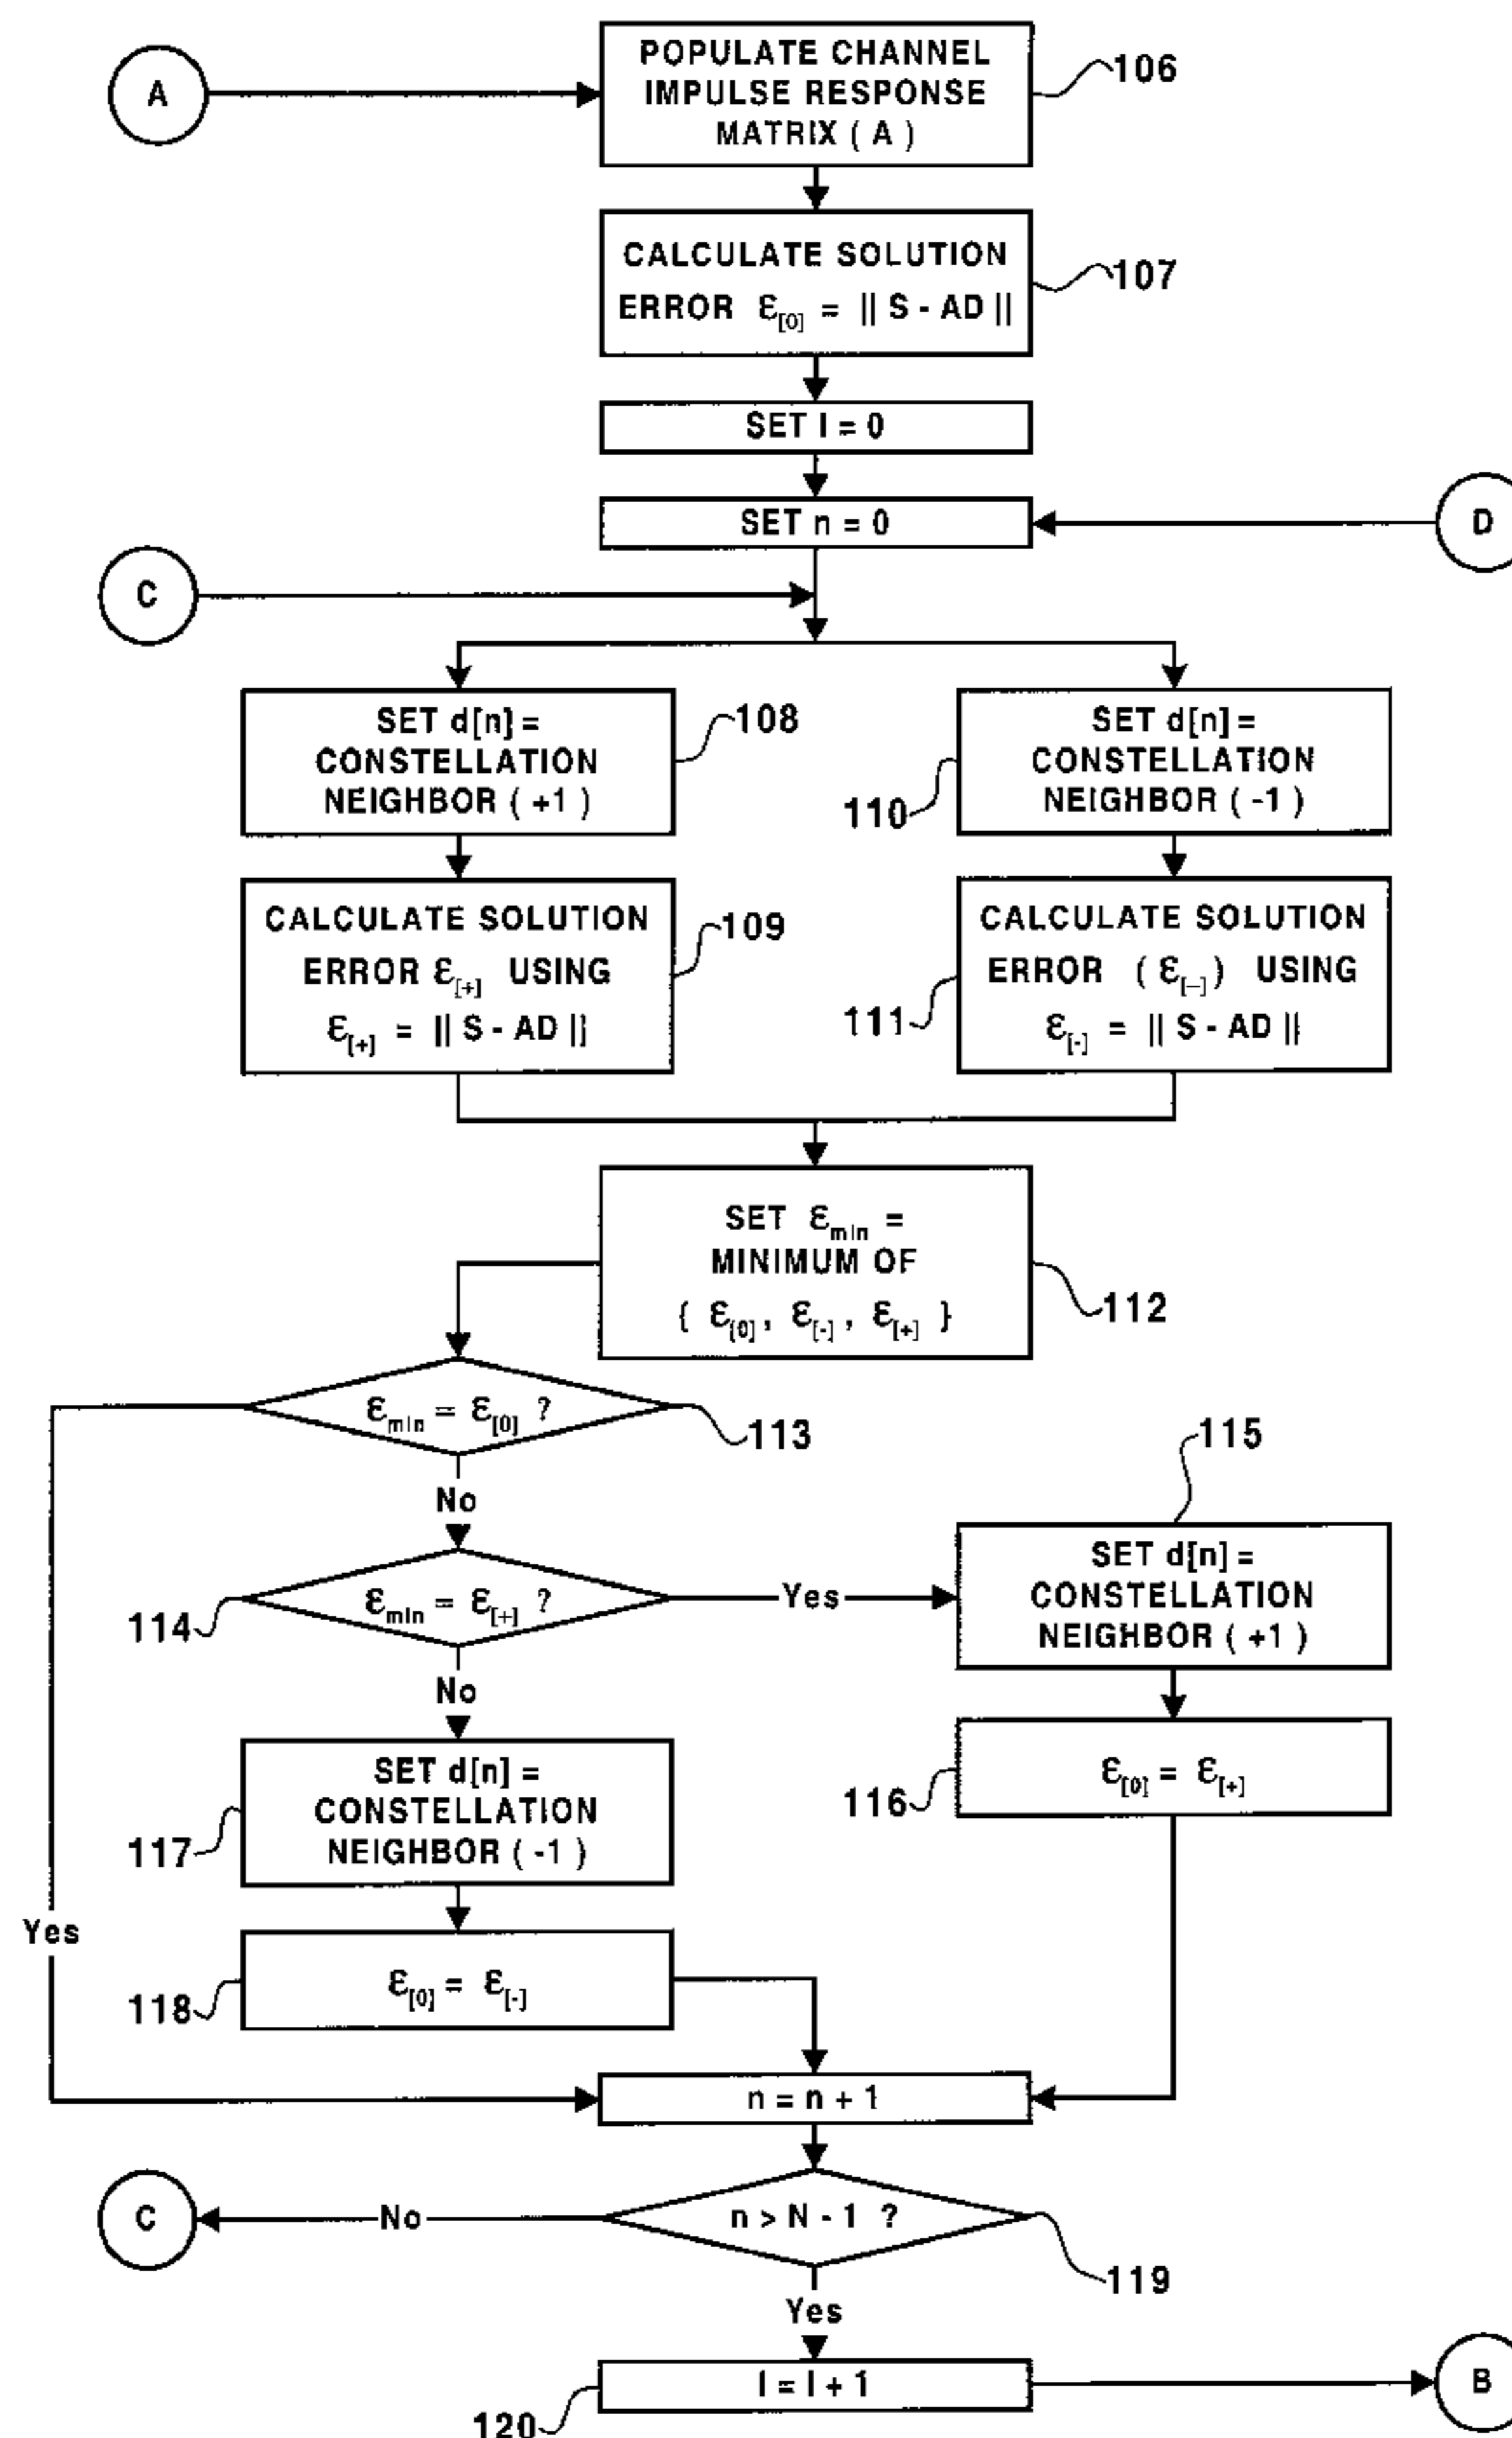 A
POPULATE CHANNEL
IMPULSE RESPONSE
MATRIX ( A )
106
CALCULATE SOLUTION
ERROR Ɛ[0] = || S - AD ||
107
SET I = 0
SET n = 0
D
C
SET d[n] =
CONSTELLATION
NEIGHBOR ( +1 )
108
SET d[n] =
CONSTELLATION
NEIGHBOR ( -1 )
110
CALCULATE SOLUTION
ERROR Ɛ[+] USING
Ɛ[+] = || S - AD ||
109
CALCULATE SOLUTION
ERROR ( Ɛ[-] ) USING
Ɛ[-] = || S - AD ||
111
SET Ɛmin =
MINIMUM OF
{ Ɛ[0] , Ɛ[-] , Ɛ[+] }
112
Ɛmin = Ɛ[0] ?
113
No
115
Ɛmin = Ɛ[+] ?
114
Yes
SET d[n] =
CONSTELLATION
NEIGHBOR ( +1 )
No
SET d[n] =
CONSTELLATION
NEIGHBOR ( -1 )
117
Ɛ[0] = Ɛ[+]
116
Yes
Ɛ[0] = Ɛ[-]
118
n = n + 1
C
No
n > N - 1 ?
119
Yes
I = I + 1
120
B